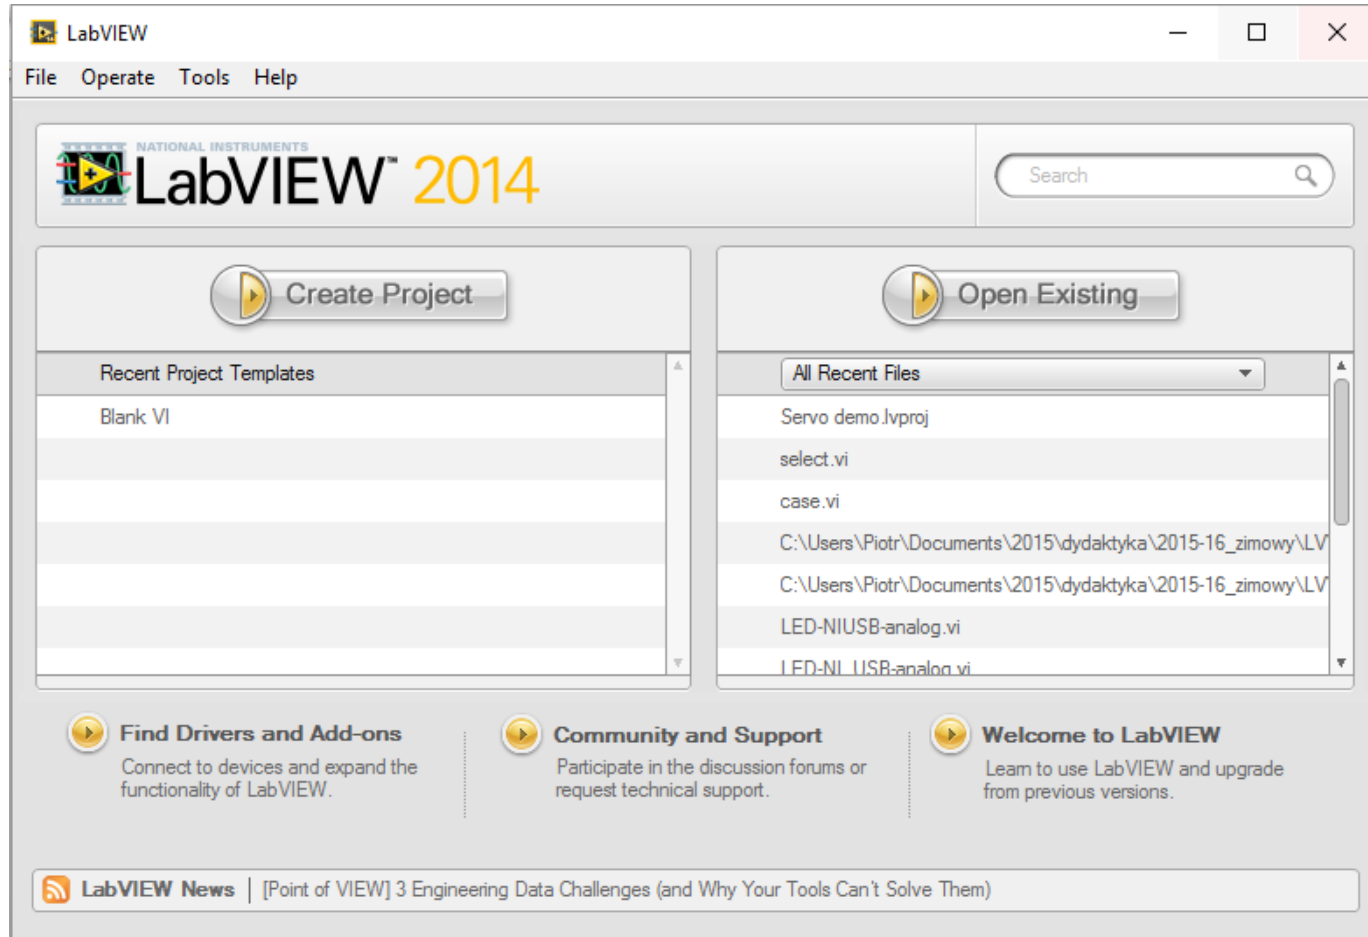 LabVIEW
File Operate Tools Help
NATIONAL INSTRUMENTS
LabVIEW™ 2014
Search
Create Project
Recent Project Templates
Blank VI
Open Existing
All Recent Files
Servo demo.lvproj
select.vi
case.vi
C:\Users\Piotr\Documents\2015\dydaktyka\2015-16_zimowy\LV
C:\Users\Piotr\Documents\2015\dydaktyka\2015-16_zimowy\LV
LED-NIUSB-analog.vi
LED-NI_USB-analog.vi
Find Drivers and Add-ons
Connect to devices and expand the
functionality of LabVIEW.
Community and Support
Participate in the discussion forums or
request technical support.
Welcome to LabVIEW
Learn to use LabVIEW and upgrade
from previous versions.
LabVIEW News | [Point of VIEW] 3 Engineering Data Challenges (and Why Your Tools Can't Solve Them)